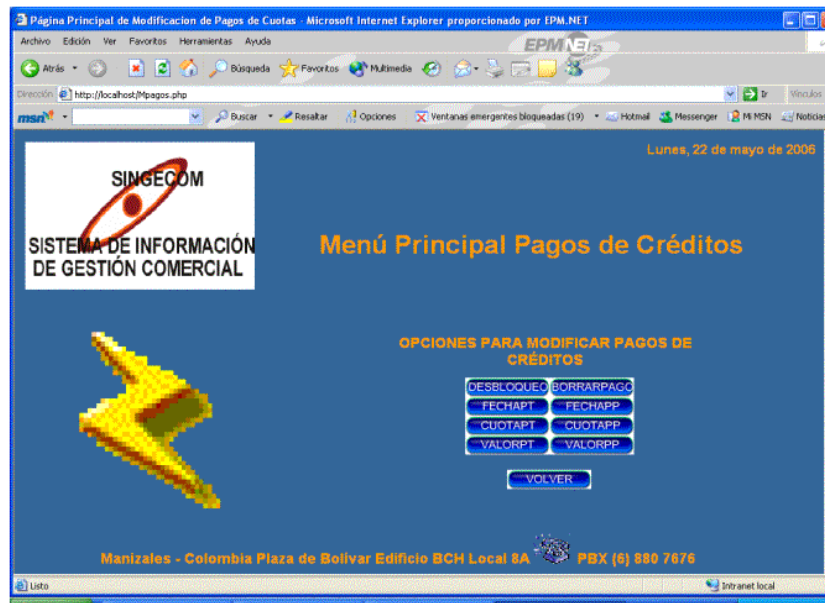 Página Principal de Modificacion de Pagos de Cuotas - Microsoft Internet Explorer proporcionado por EPM.NET
Archivo Edición Ver Favoritos Herramientas Ayuda
EPM NET
Atrás Búsqueda Favoritos Multimedia
Dirección http://localhost/Mpagos.php Ir Vínculos
msn Buscar Resaltar Opciones Ventanas emergentes bloqueadas (19) Hotmail Messenger Mi MSN Noticias
Lunes, 22 de mayo de 2006
SINGECOM
SISTEMA DE INFORMACIÓN
DE GESTIÓN COMERCIAL
Menú Principal Pagos de Créditos
OPCIONES PARA MODIFICAR PAGOS DE
CRÉDITOS
DESBLOQUEO BORRARPAGO
FECHAPT FECHAPP
CUOTAPT CUOTAPP
VALORPT VALORPP
VOLVER
Manizales - Colombia Plaza de Bolivar Edificio BCH Local 8A PBX (6) 880 7676
Listo Intranet local